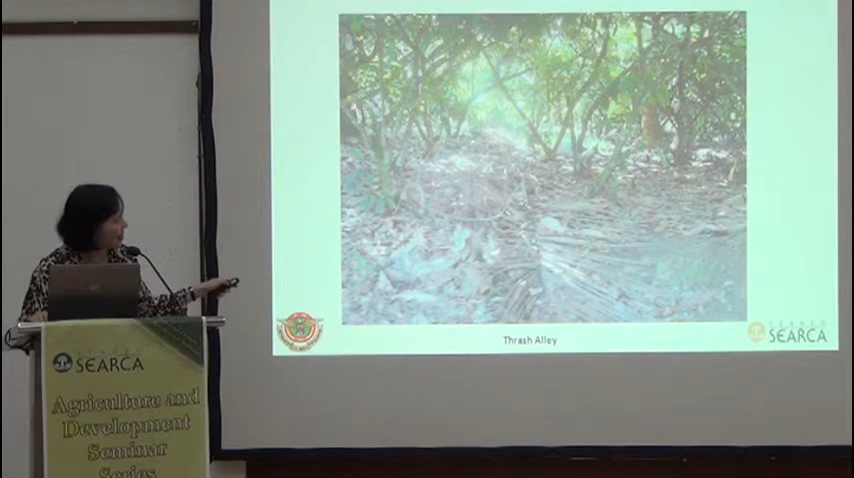 Thrash Alley
SEARCA
SEARCA
Agriculture and
Development
Seminar
Series